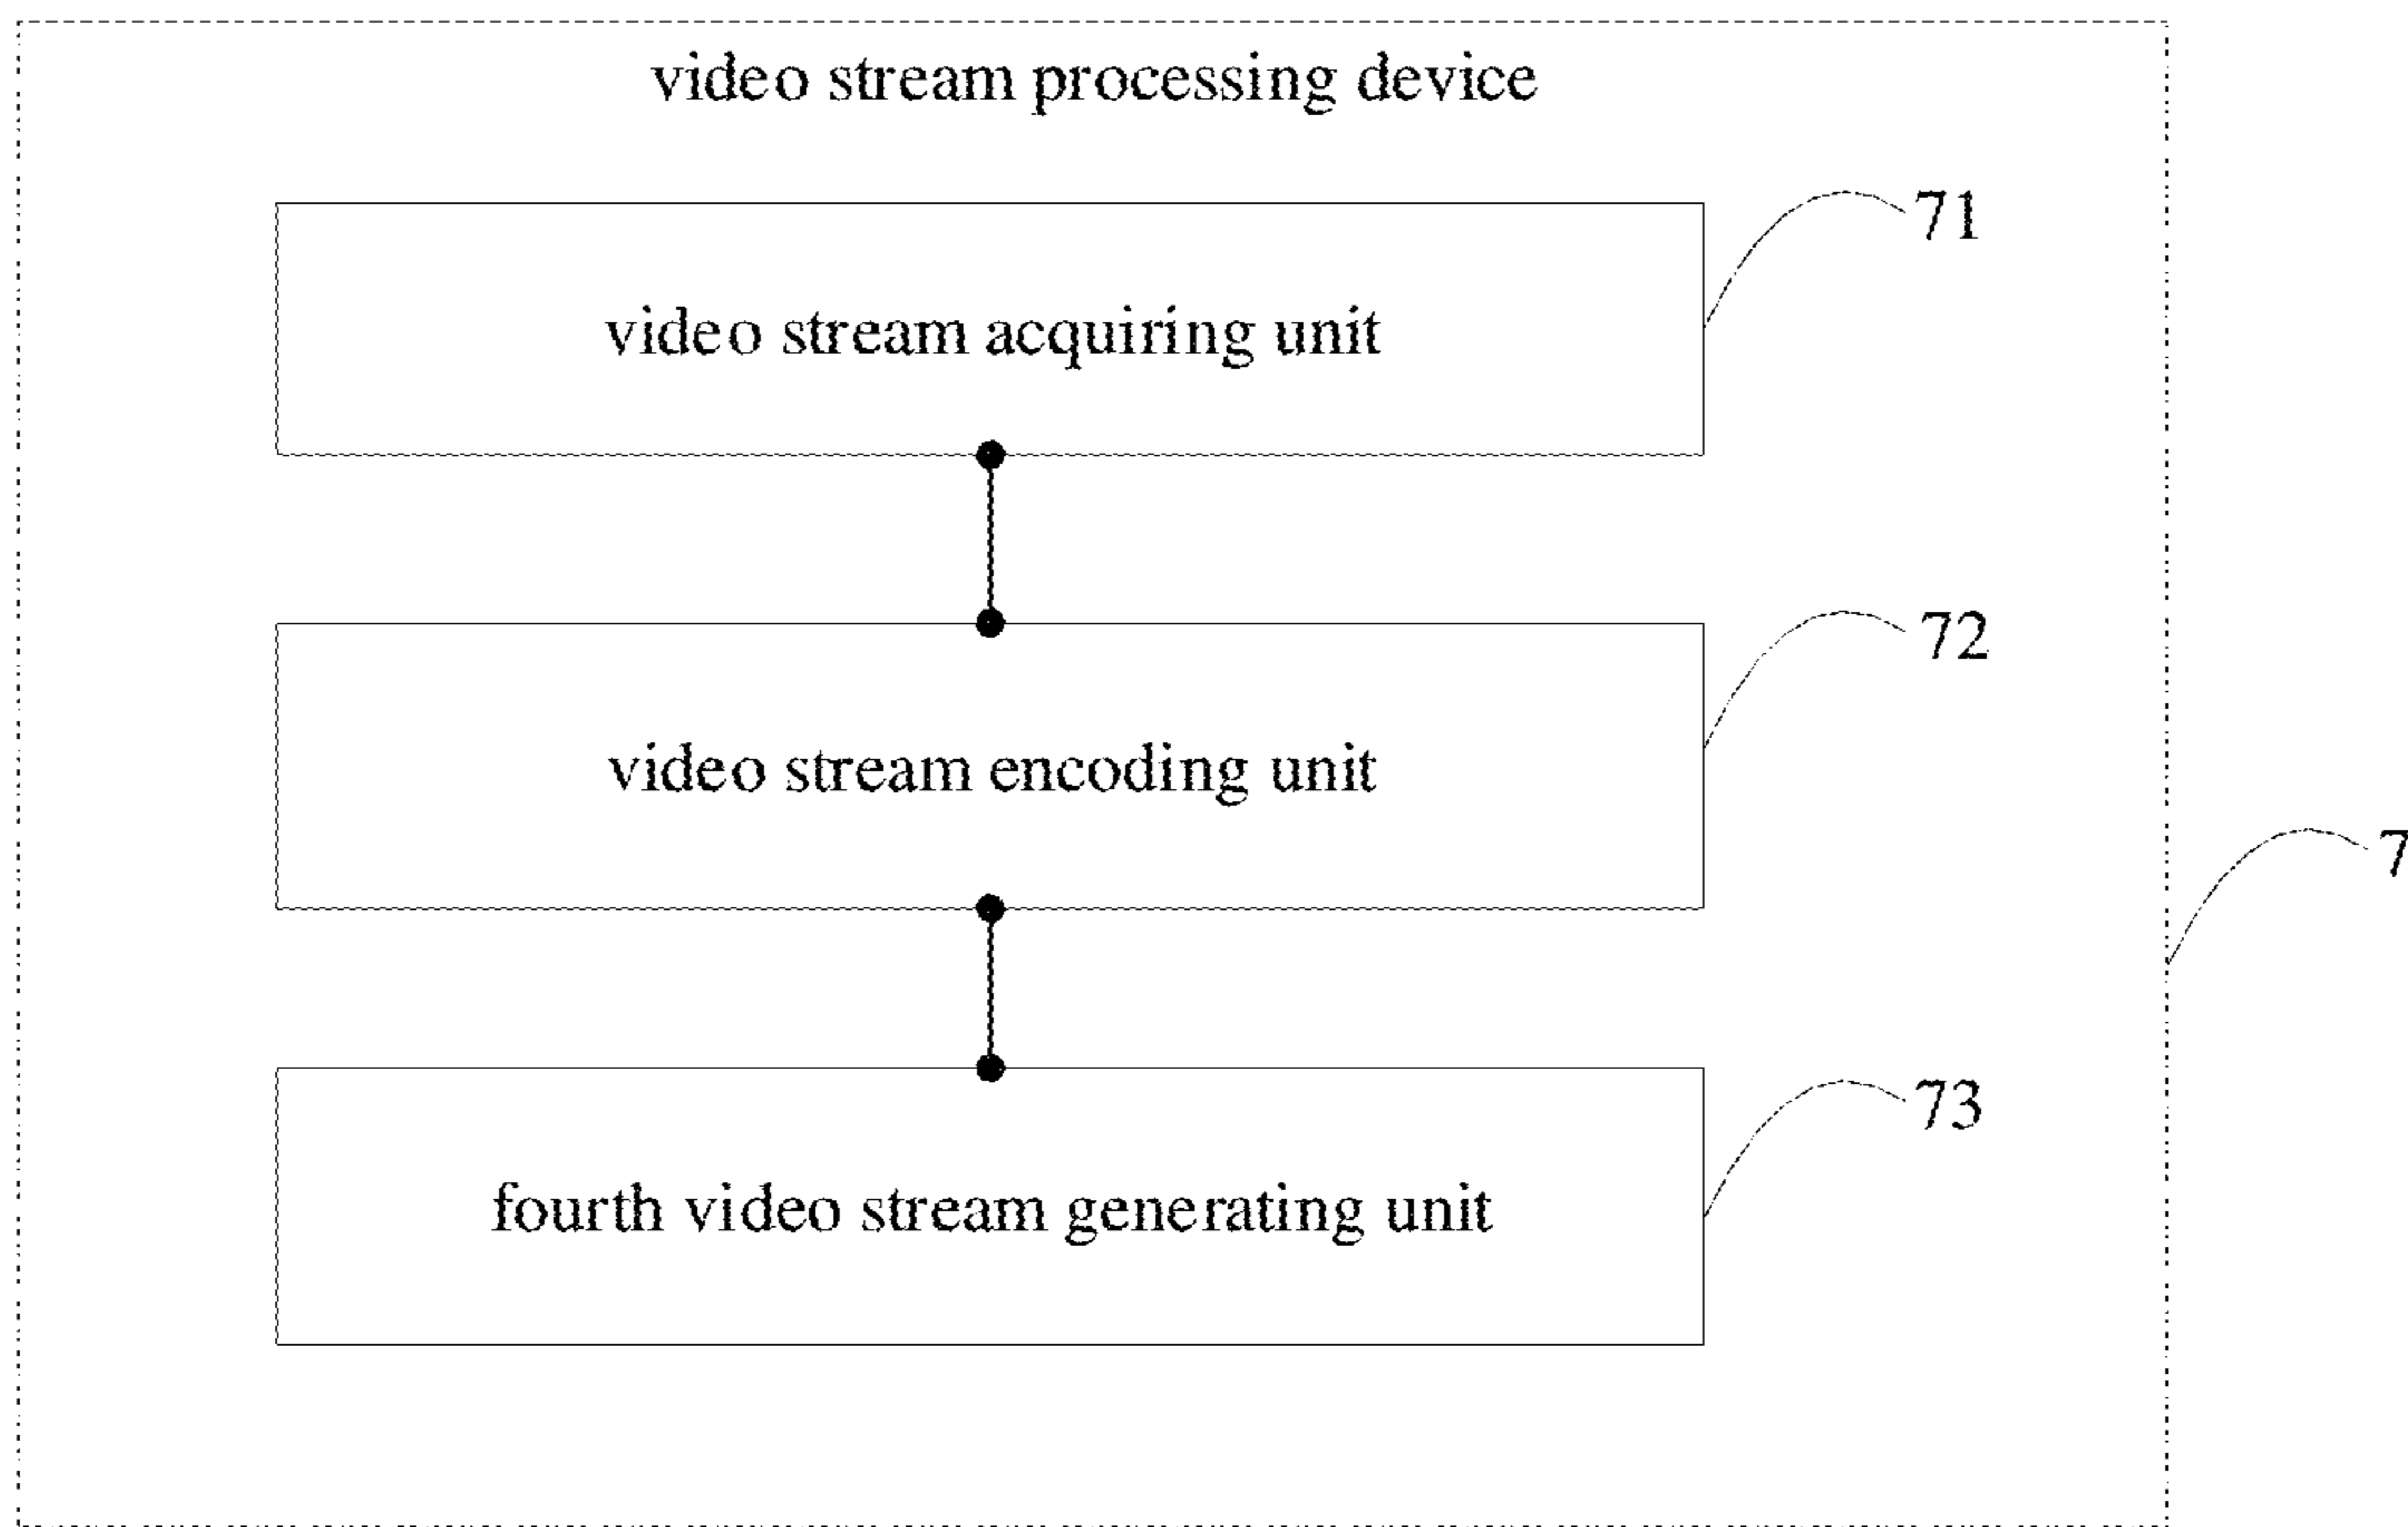 video stream processing device
71
video stream acquiring unit
72
video stream encoding unit
7
73
fourth video stream generating unit